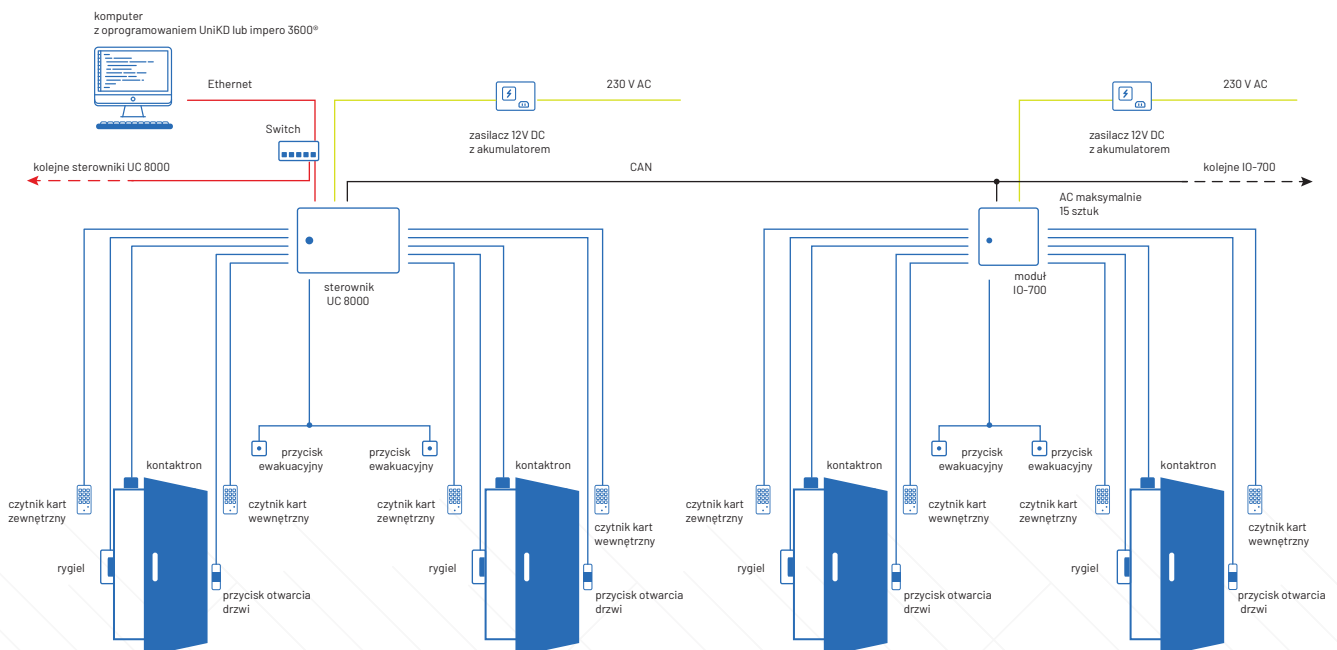 komputer
z oprogramowaniem UniKD lub impero 3600®
Ethernet
230 V AC
230 V AC
Switch
zasilacz 12V DC
z akumulatorem
zasilacz 12V DC
z akumulatorem
kolejne sterowniki UC 8000
CAN
kolejne IO-700
AC maksymalnie
15 sztuk
sterownik
UC 8000
moduł
IO-700
przycisk
ewakuacyjny
przycisk
ewakuacyjny
przycisk
ewakuacyjny
przycisk
ewakuacyjny
kontaktron
kontaktron
kontaktron
kontaktron
czytnik kart
zewnętrzny
czytnik kart
wewnętrzny
czytnik kart
zewnętrzny
czytnik kart
wewnętrzny
czytnik kart
zewnętrzny
czytnik kart
wewnętrzny
czytnik kart
zewnętrzny
czytnik kart
wewnętrzny
rygiel
rygiel
rygiel
rygiel
przycisk otwarcia
drzwi
przycisk otwarcia
drzwi
przycisk otwarcia
drzwi
przycisk otwarcia
drzwi